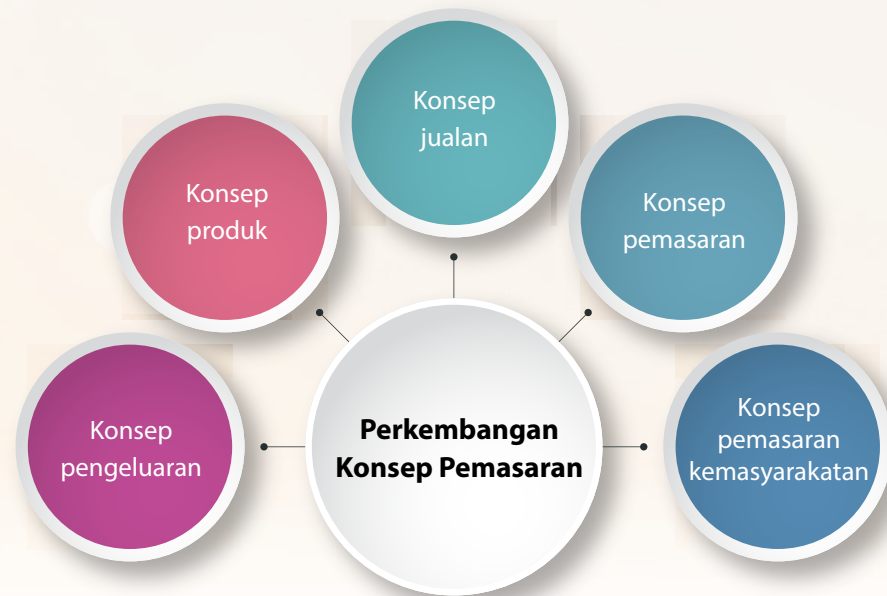 Konsep
jualan
Konsep
produk
Konsep
pemasaran
Konsep
pengeluaran
Perkembangan
Konsep Pemasaran
Konsep
pemasaran
kemasyarakatan